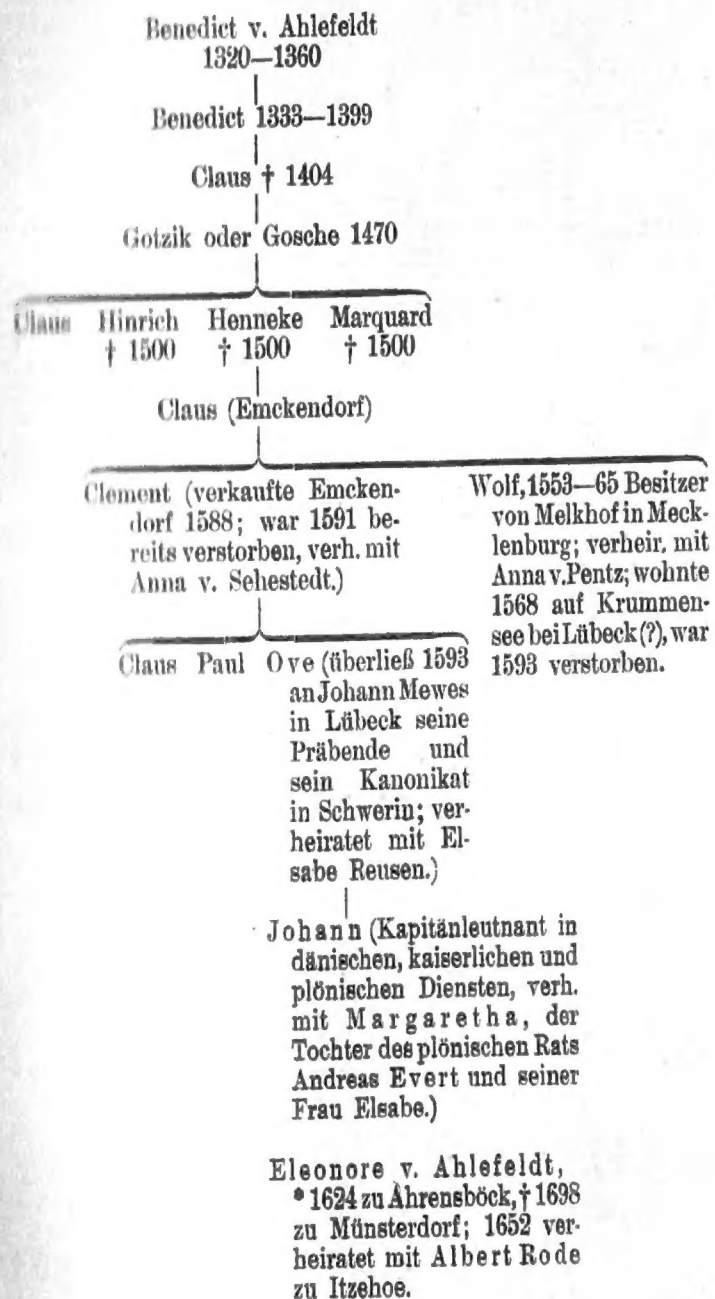 Benedict v. Ahlefeldt
1320—1360
Benedict 1333—1399
Claus † 1404
Gotzik oder Gosche 1470
Claus Hinrich Henneke Marquard
† 1500 † 1500 † 1500
Claus (Emckendorf)
Clement (verkaufte Emcken-
dorf 1588; war 1591 be-
reits verstorben, verh. mit
Anna v. Sehestedt.)
Wolf, 1553—65 Besitzer
von Melkhof in Meck-
lenburg; verheir. mit
Anna v. Pentz; wohnte
1568 auf Krummen-
see bei Lübeck (?), war
1593 verstorben.
Claus Paul Ove (überließ 1593
an Johann Mewes
in Lübeck seine
Präbende und
sein Kanonikat
in Schwerin; ver-
heiratet mit El-
sabe Reusen.)
Johann (Kapitänleutnant in
dänischen, kaiserlichen und
plönischen Diensten, verh.
mit Margaretha, der
Tochter des plönischen Rats
Andreas Evert und seiner
Frau Elsabe.)
Eleonore v. Ahlefeldt,
* 1624 zu Ahrensböck, † 1698
zu Münsterdorf; 1652 ver-
heiratet mit Albert Rode
zu Itzehoe.